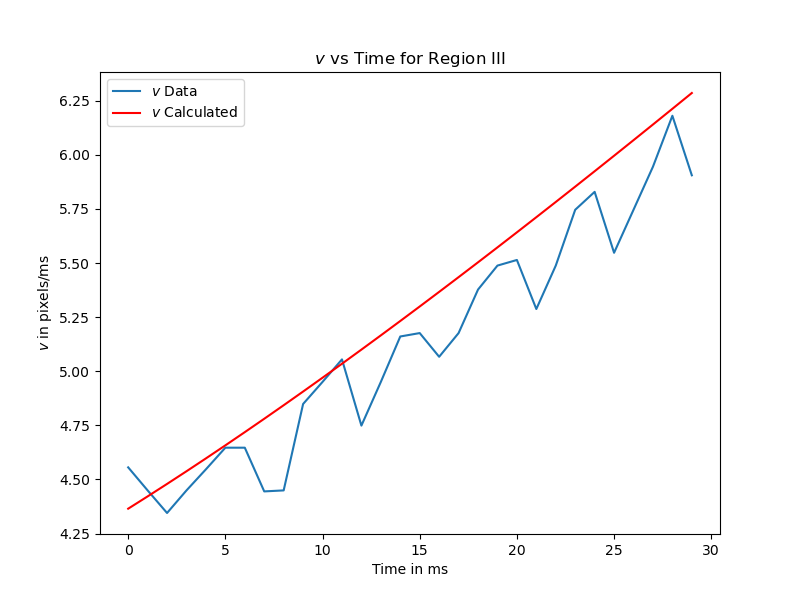 v vs Time for Region III
v Data
v Calculated
6.25
6.00
5.75
5.50
5.25
5.00
4.75
4.50
4.25
v in pixels/ms
0 5 10 15 20 25 30
Time in ms